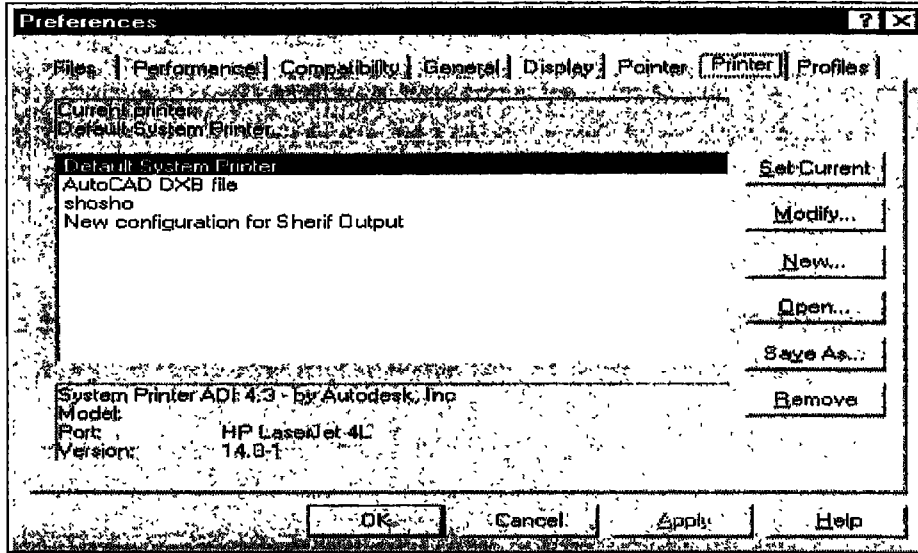 Preferences
Files Performance Compatibility General Display Pointer Printer Profiles
Current printer:
Default System Printer
Default System Printer
AutoCAD DXB file
shosho
New configuration for Sherif Output
Set Current
Modify...
New...
Open...
Save As...
Remove
System Printer ADI 4.3 - by Autodesk, Inc
Model:
Port: HP LaserJet 4L
Version: 14.0-1
OK Cancel Apply Help